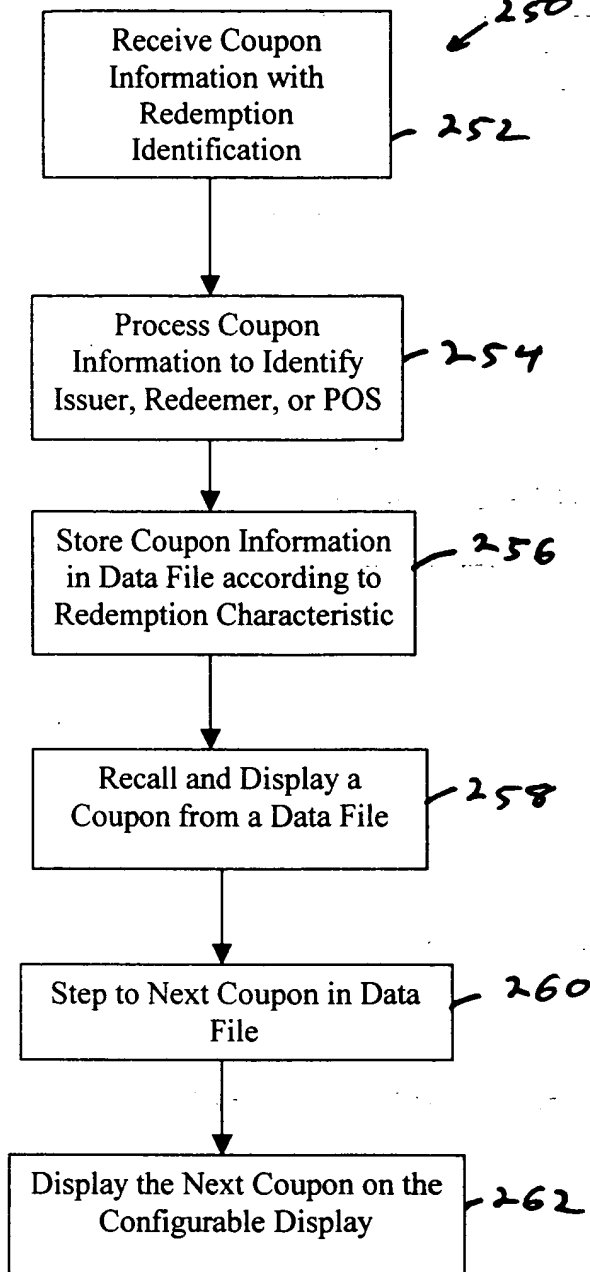 250
Receive Coupon
Information with
Redemption
Identification
252
Process Coupon
Information to Identify
Issuer, Redeemer, or POS
254
Store Coupon Information
in Data File according to
Redemption Characteristic
256
Recall and Display a
Coupon from a Data File
258
Step to Next Coupon in Data
File
260
Display the Next Coupon on the
Configurable Display
262